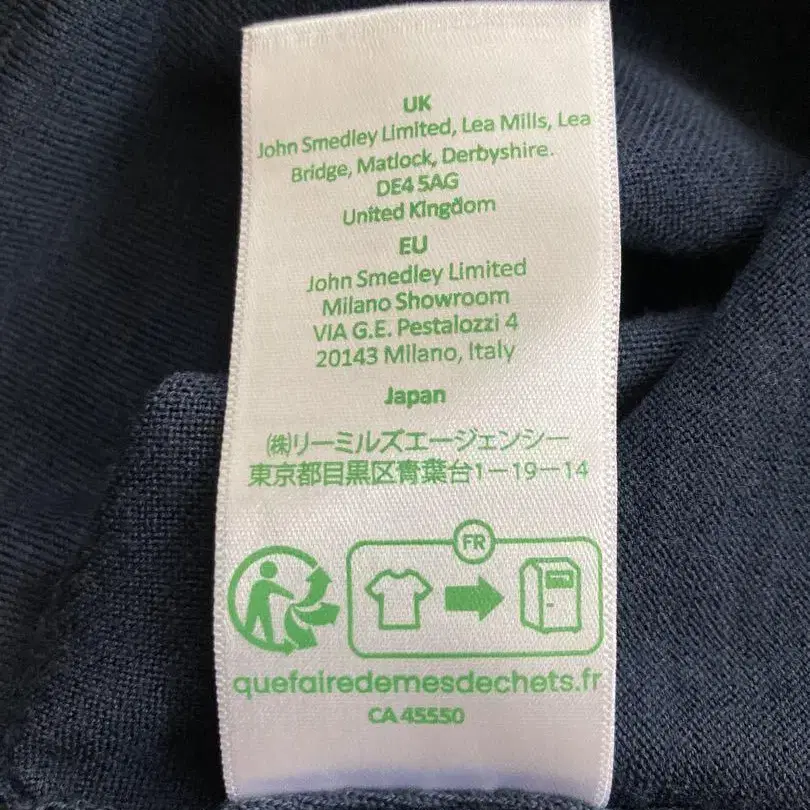 UK
John Smedley Limited, Lea Mills, Lea
Bridge, Matlock, Derbyshire.
DE4 5AG
United Kingdom
EU
John Smedley Limited
Milano Showroom
VIA G.E. Pestalozzi 4
20143 Milano, Italy
Japan
㈱リーミルズエージェンシー
東京都目黒区青葉台1ー19ー14
FR
quefairedemesdechets.fr
CA 45550